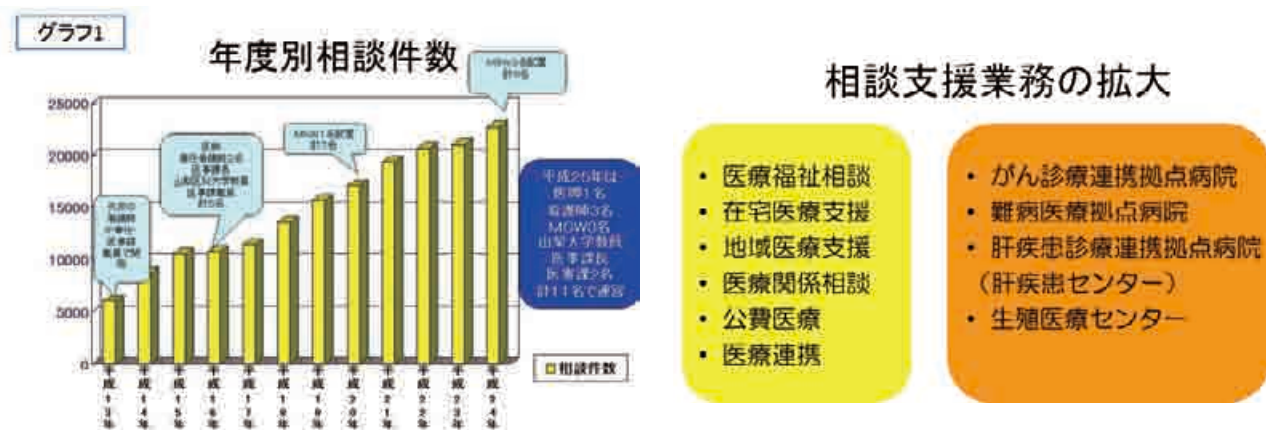 グラフ1
年度別相談件数
25000
20000
15000
10000
5000
0
平成13年
平成14年
平成15年
平成16年
平成17年
平成18年
平成19年
平成20年
平成21年
平成22年
平成23年
平成24年
計5名
平成25年は
医師1名
看護師3名
山梨大学教員
医事課長
医事課2名
計11名で運営
相談件数
相談支援業務の拡大
・ 医療福祉相談
・ 在宅医療支援
・ 地域医療支援
・ 医療関係相談
・ 公費医療
・ 医療連携
・ がん診療連携拠点病院
・ 難病医療拠点病院
・ 肝疾患診療連携拠点病院
（肝疾患センター）
・ 生殖医療センター